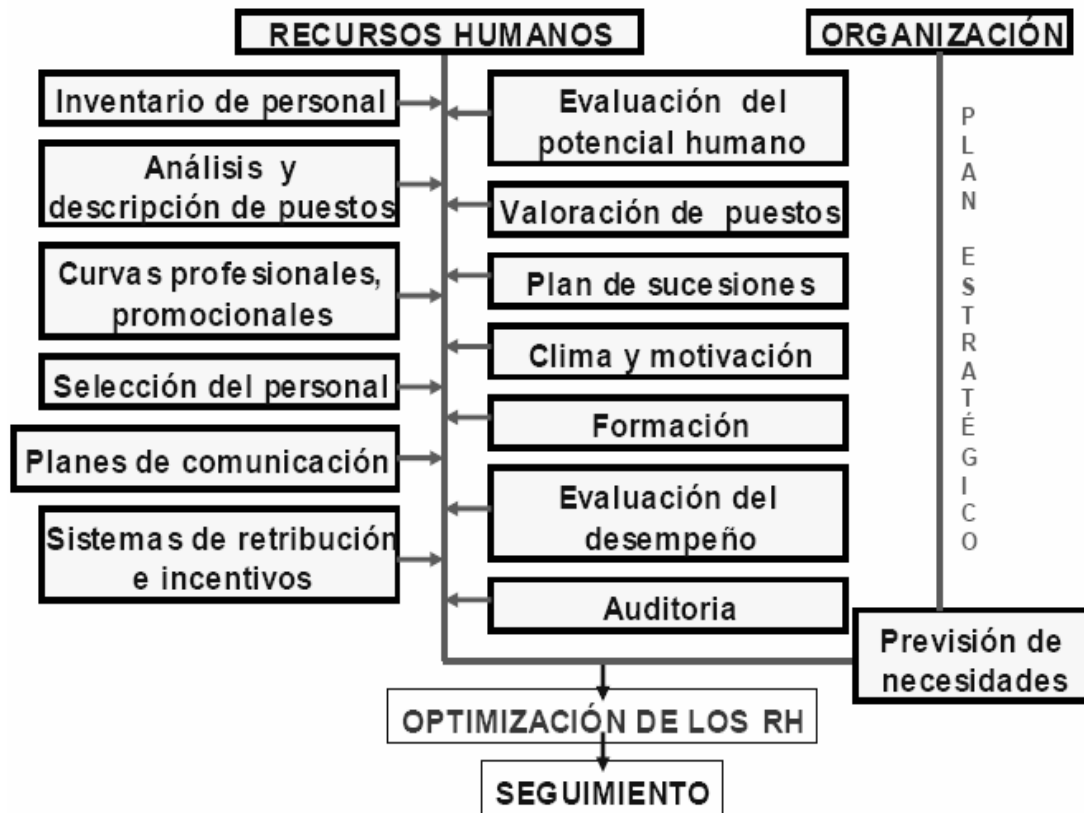 RECURSOS HUMANOS
ORGANIZACIÓN
Inventario de personal
Análisis y
descripción de puestos
Curvas profesionales,
promocionales
Selección del personal
Planes de comunicación
Sistemas de retribución
e incentivos
Evaluación del
potencial humano
Valoración de puestos
Plan de sucesiones
Clima y motivación
Formación
Evaluación del
desempeño
Auditoria
PLAN ESTRATÉGICO
Previsión de
necesidades
OPTIMIZACIÓN DE LOS RH
SEGUIMIENTO